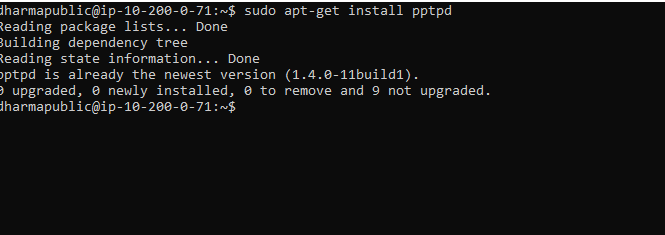 dharmapublic@ip-10-200-0-71:~$ sudo apt-get install pptpd
Reading package lists... Done
Building dependency tree
Reading state information... Done
pptpd is already the newest version (1.4.0-11build1).
0 upgraded, 0 newly installed, 0 to remove and 9 not upgraded.
dharmapublic@ip-10-200-0-71:~$